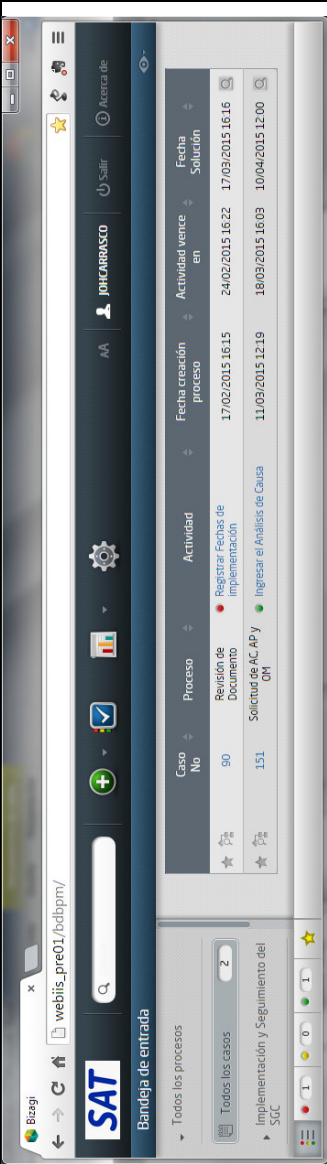 Bizagi
webiis_pre01/bdbpm/
SAT
AA
JOHCARRASCO
Salir
Acerca de
Bandeja de entrada
Todos los procesos
Todos los casos
2
Implementación y Seguimiento del
SGC
1
0
1
Caso
No
Proceso
Actividad
Fecha creación
proceso
Actividad vence
en
Fecha
Solución
90
Revisión de
Documento
Registrar Fechas de
implementación
17/02/2015 16:15
24/02/2015 16:22
17/03/2015 16:16
151
Solicitud de AC, AP y
OM
Ingresar el Análisis de Causa
11/03/2015 12:19
18/03/2015 16:03
10/04/2015 12:00